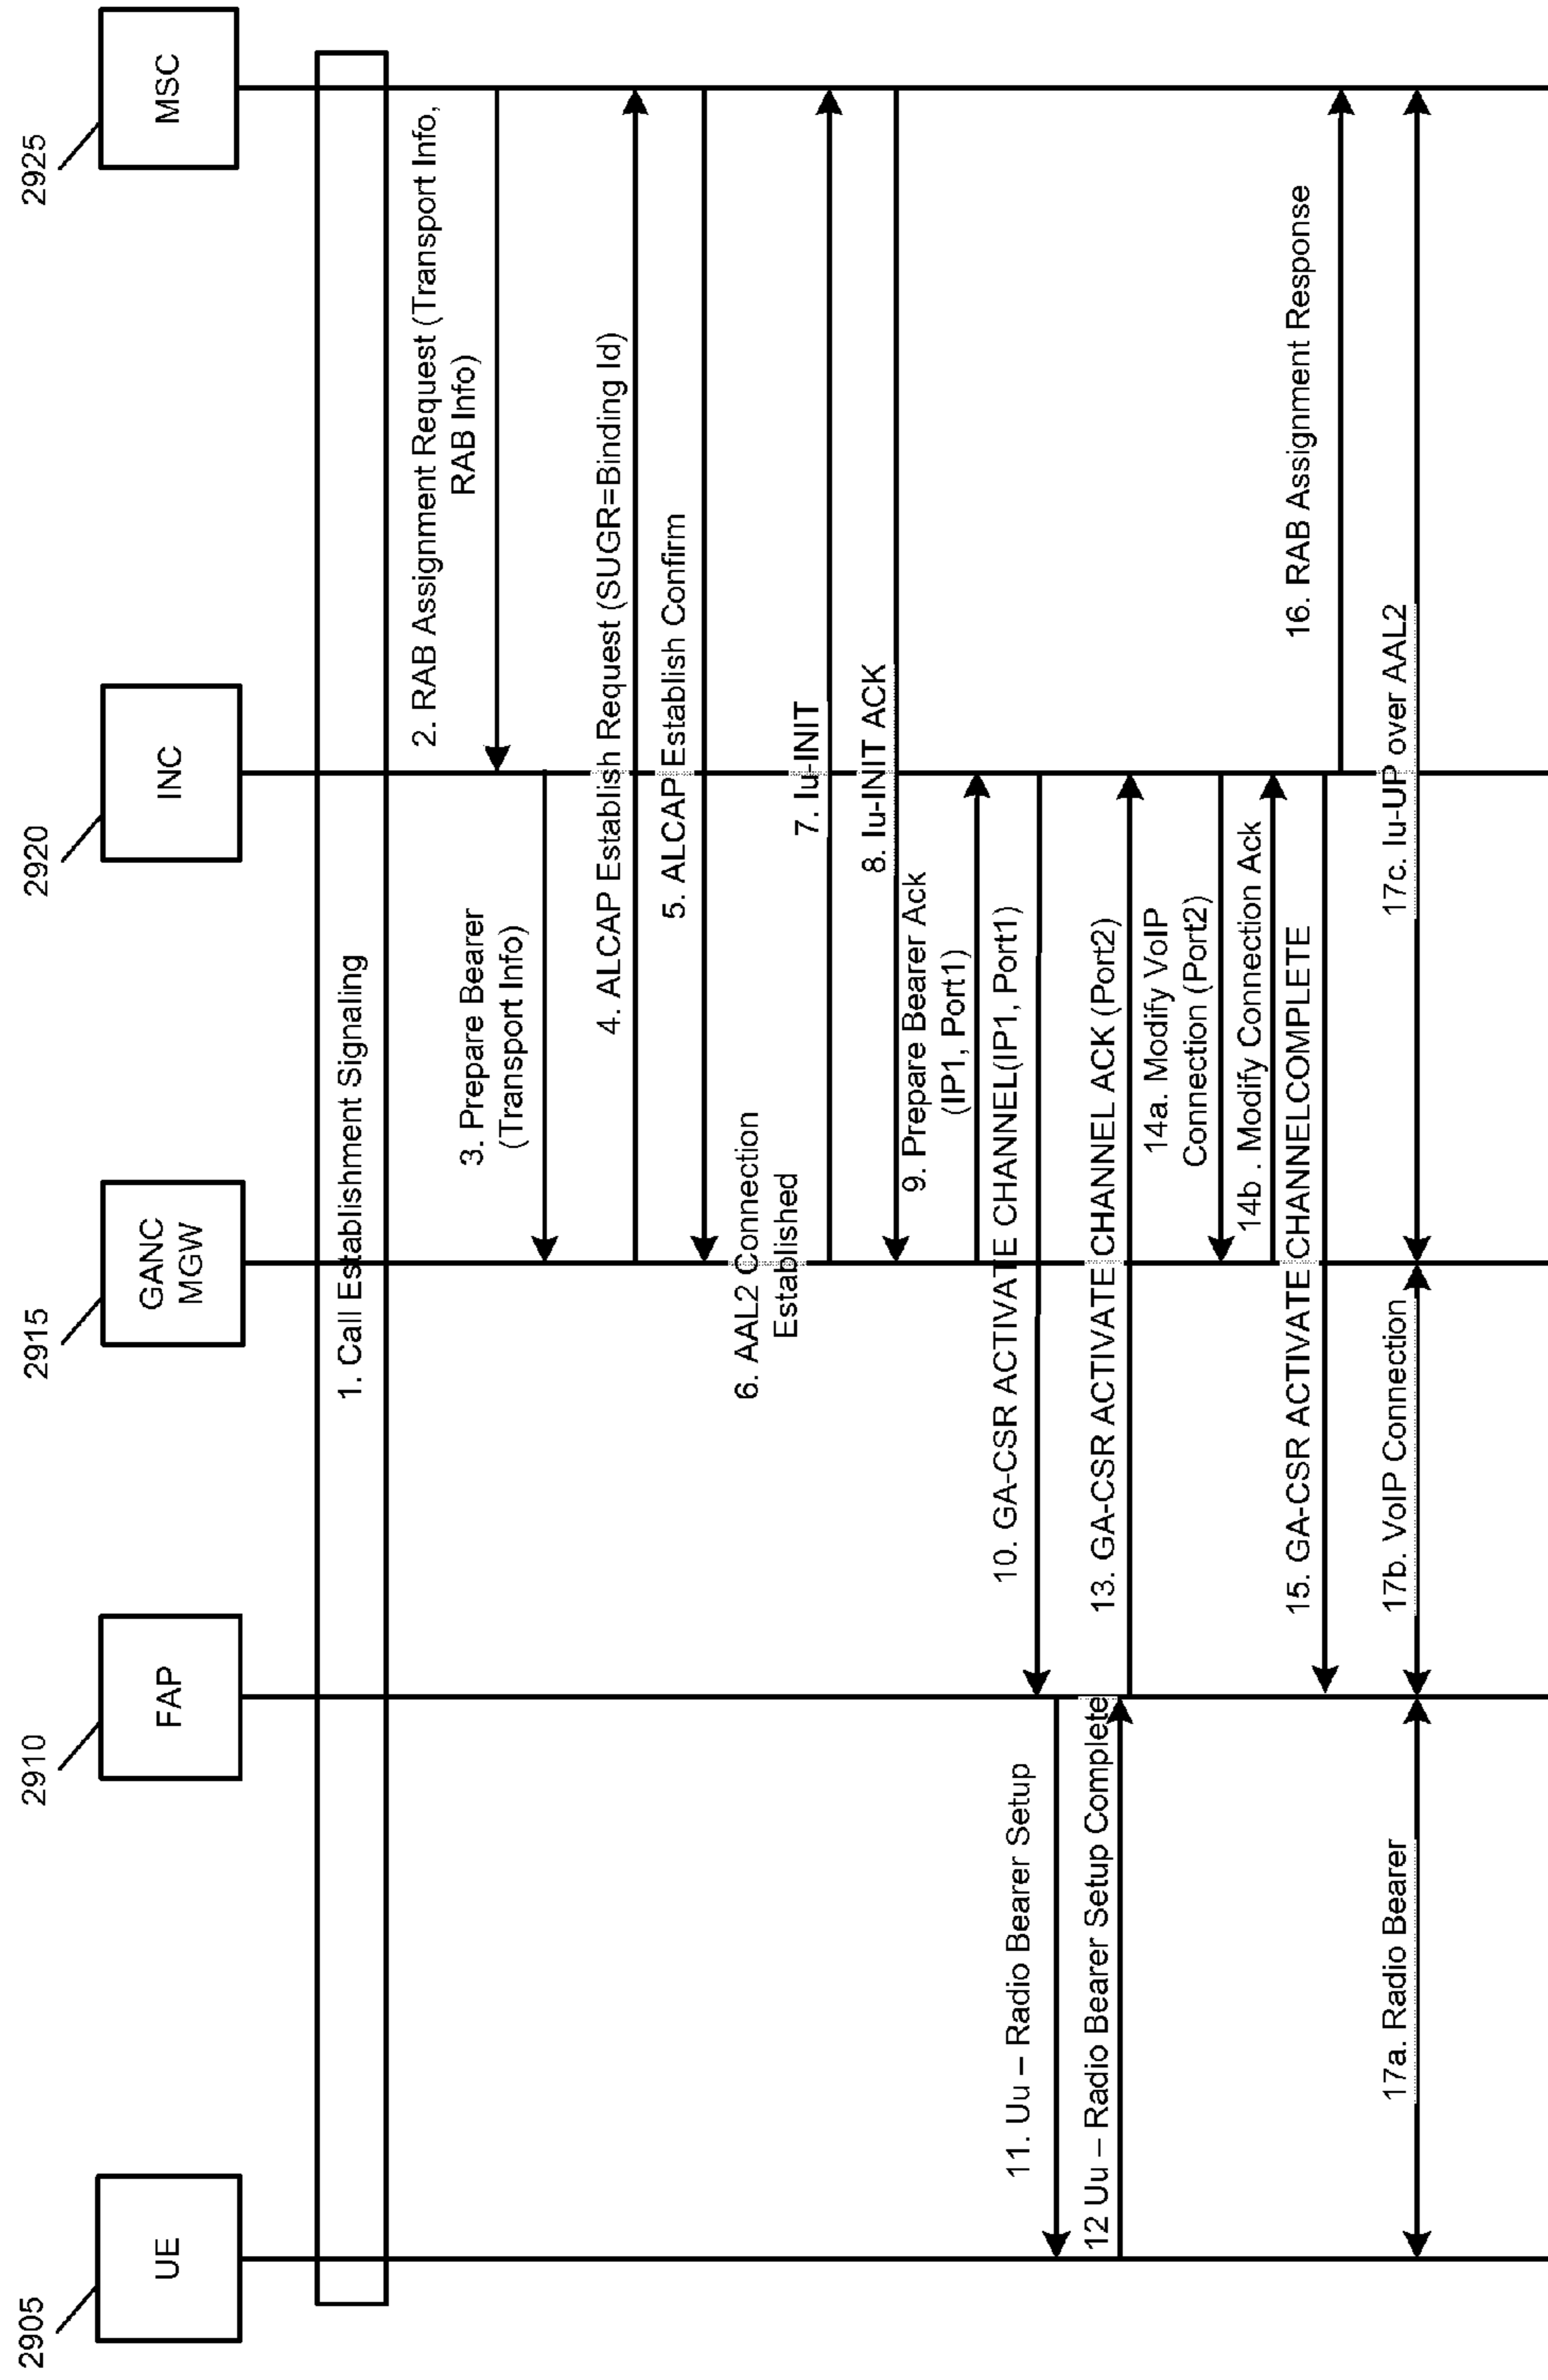 2905
UE
2910
FAP
2915
GANC
MGW
2920
INC
2925
MSC
1. Call Establishment Signaling
2. RAB Assignment Request (Transport Info,
RAB Info)
3. Prepare Bearer
(Transport Info)
4. ALCAP Establish Request (SUGR=Binding Id)
5. ALCAP Establish Confirm
6. AAL2 Connection
Established
7. Iu-INIT
8. Iu-INIT ACK
9. Prepare Bearer Ack
(IP1, Port1)
10. GA-CSR ACTIVATE CHANNEL(IP1, Port1)
11. Uu – Radio Bearer Setup
12 Uu – Radio Bearer Setup Complete
13. GA-CSR ACTIVATE CHANNEL ACK (Port2)
14a. Modify VoIP
Connection (Port2)
14b . Modify Connection Ack
15. GA-CSR ACTIVATE CHANNELCOMPLETE
16. RAB Assignment Response
17a. Radio Bearer
17b. VoIP Connection
17c. Iu-UP over AAL2